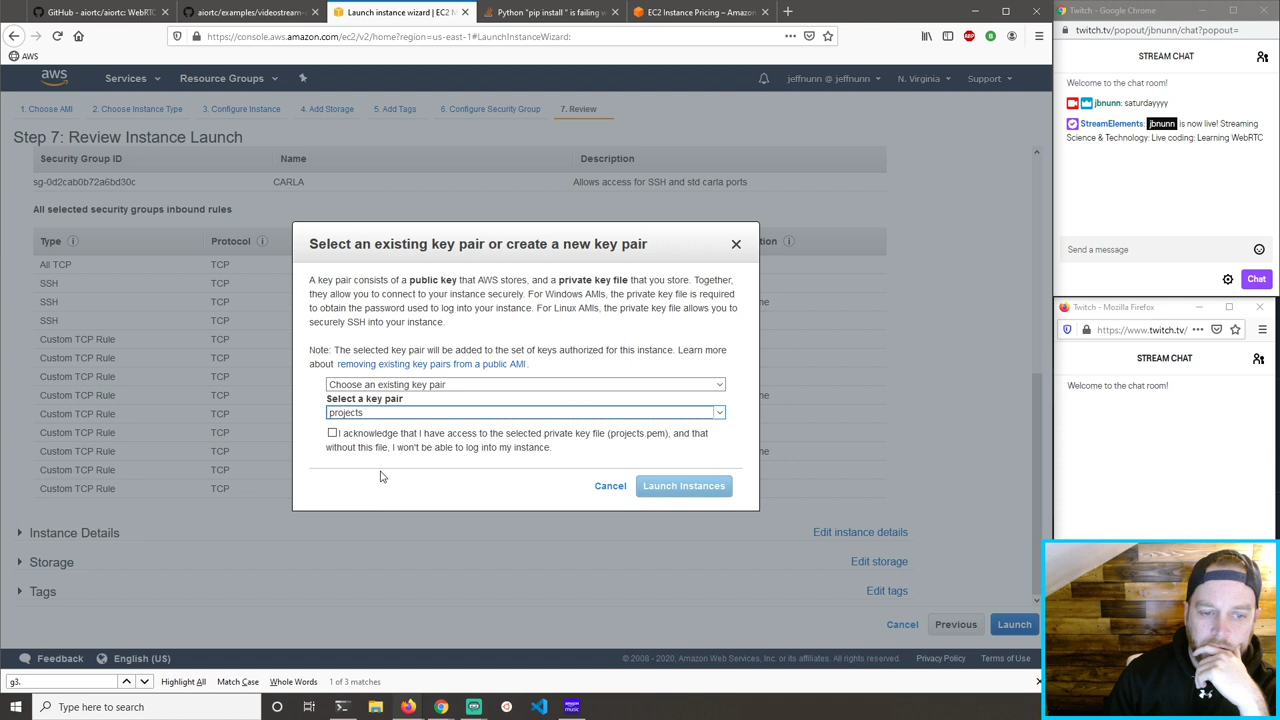 GitHub - aiortc/aiortc: WebRTC
aiortc/examples/videostream-c
Launch instance wizard | EC2 M
Python "pip install " is failing w
EC2 Instance Pricing – Amazon
https://console.aws.amazon.com/ec2/v2/home?region=us-east-1#LaunchInstanceWizard:
AWS
aws
Services
Resource Groups
jeffnunn @ jeffnunn
N. Virginia
Support
1. Choose AMI
2. Choose Instance Type
3. Configure Instance
4. Add Storage
5. Add Tags
6. Configure Security Group
7. Review
Step 7: Review Instance Launch
Security Group ID
Name
Description
sg-0d2cab0b72a6bd30c
CARLA
Allows access for SSH and std carla ports
All selected security groups inbound rules
Type
Protocol
All TCP
TCP
SSH
TCP
SSH
TCP
SSH
TCP
Custom TCP Rule
TCP
Custom TCP Rule
TCP
Custom TCP Rule
TCP
Custom TCP Rule
TCP
Custom TCP Rule
TCP
Custom TCP Rule
TCP
Custom TCP Rule
TCP
Custom TCP Rule
TCP
Custom TCP Rule
TCP
Select an existing key pair or create a new key pair
A key pair consists of a public key that AWS stores, and a private key file that you store. Together,
they allow you to connect to your instance securely. For Windows AMIs, the private key file is required
to obtain the password used to log into your instance. For Linux AMIs, the private key file allows you to
securely SSH into your instance.
Note: The selected key pair will be added to the set of keys authorized for this instance. Learn more
about removing existing key pairs from a public AMI.
Choose an existing key pair
Select a key pair
projects
I acknowledge that I have access to the selected private key file (projects.pem), and that
without this file, I won't be able to log into my instance.
Cancel
Launch Instances
Instance Details
Edit instance details
Storage
Edit storage
Tags
Edit tags
Cancel
Previous
Launch
Feedback
English (US)
© 2008 - 2020, Amazon Web Services, Inc. or its affiliates. All rights reserved.
Privacy Policy
Terms of Use
g3.
Highlight All
Match Case
Whole Words
1 of 3 matches
Type here to search
Twitch - Google Chrome
twitch.tv/popout/jbnunn/chat?popout=
STREAM CHAT
Welcome to the chat room!
jbnunn: saturdayyyy
StreamElements: jbnunn is now live! Streaming
Science & Technology: Live coding: Learning WebRTC
Send a message
Chat
Twitch - Mozilla Firefox
https://www.twitch.tv/
STREAM CHAT
Welcome to the chat room!